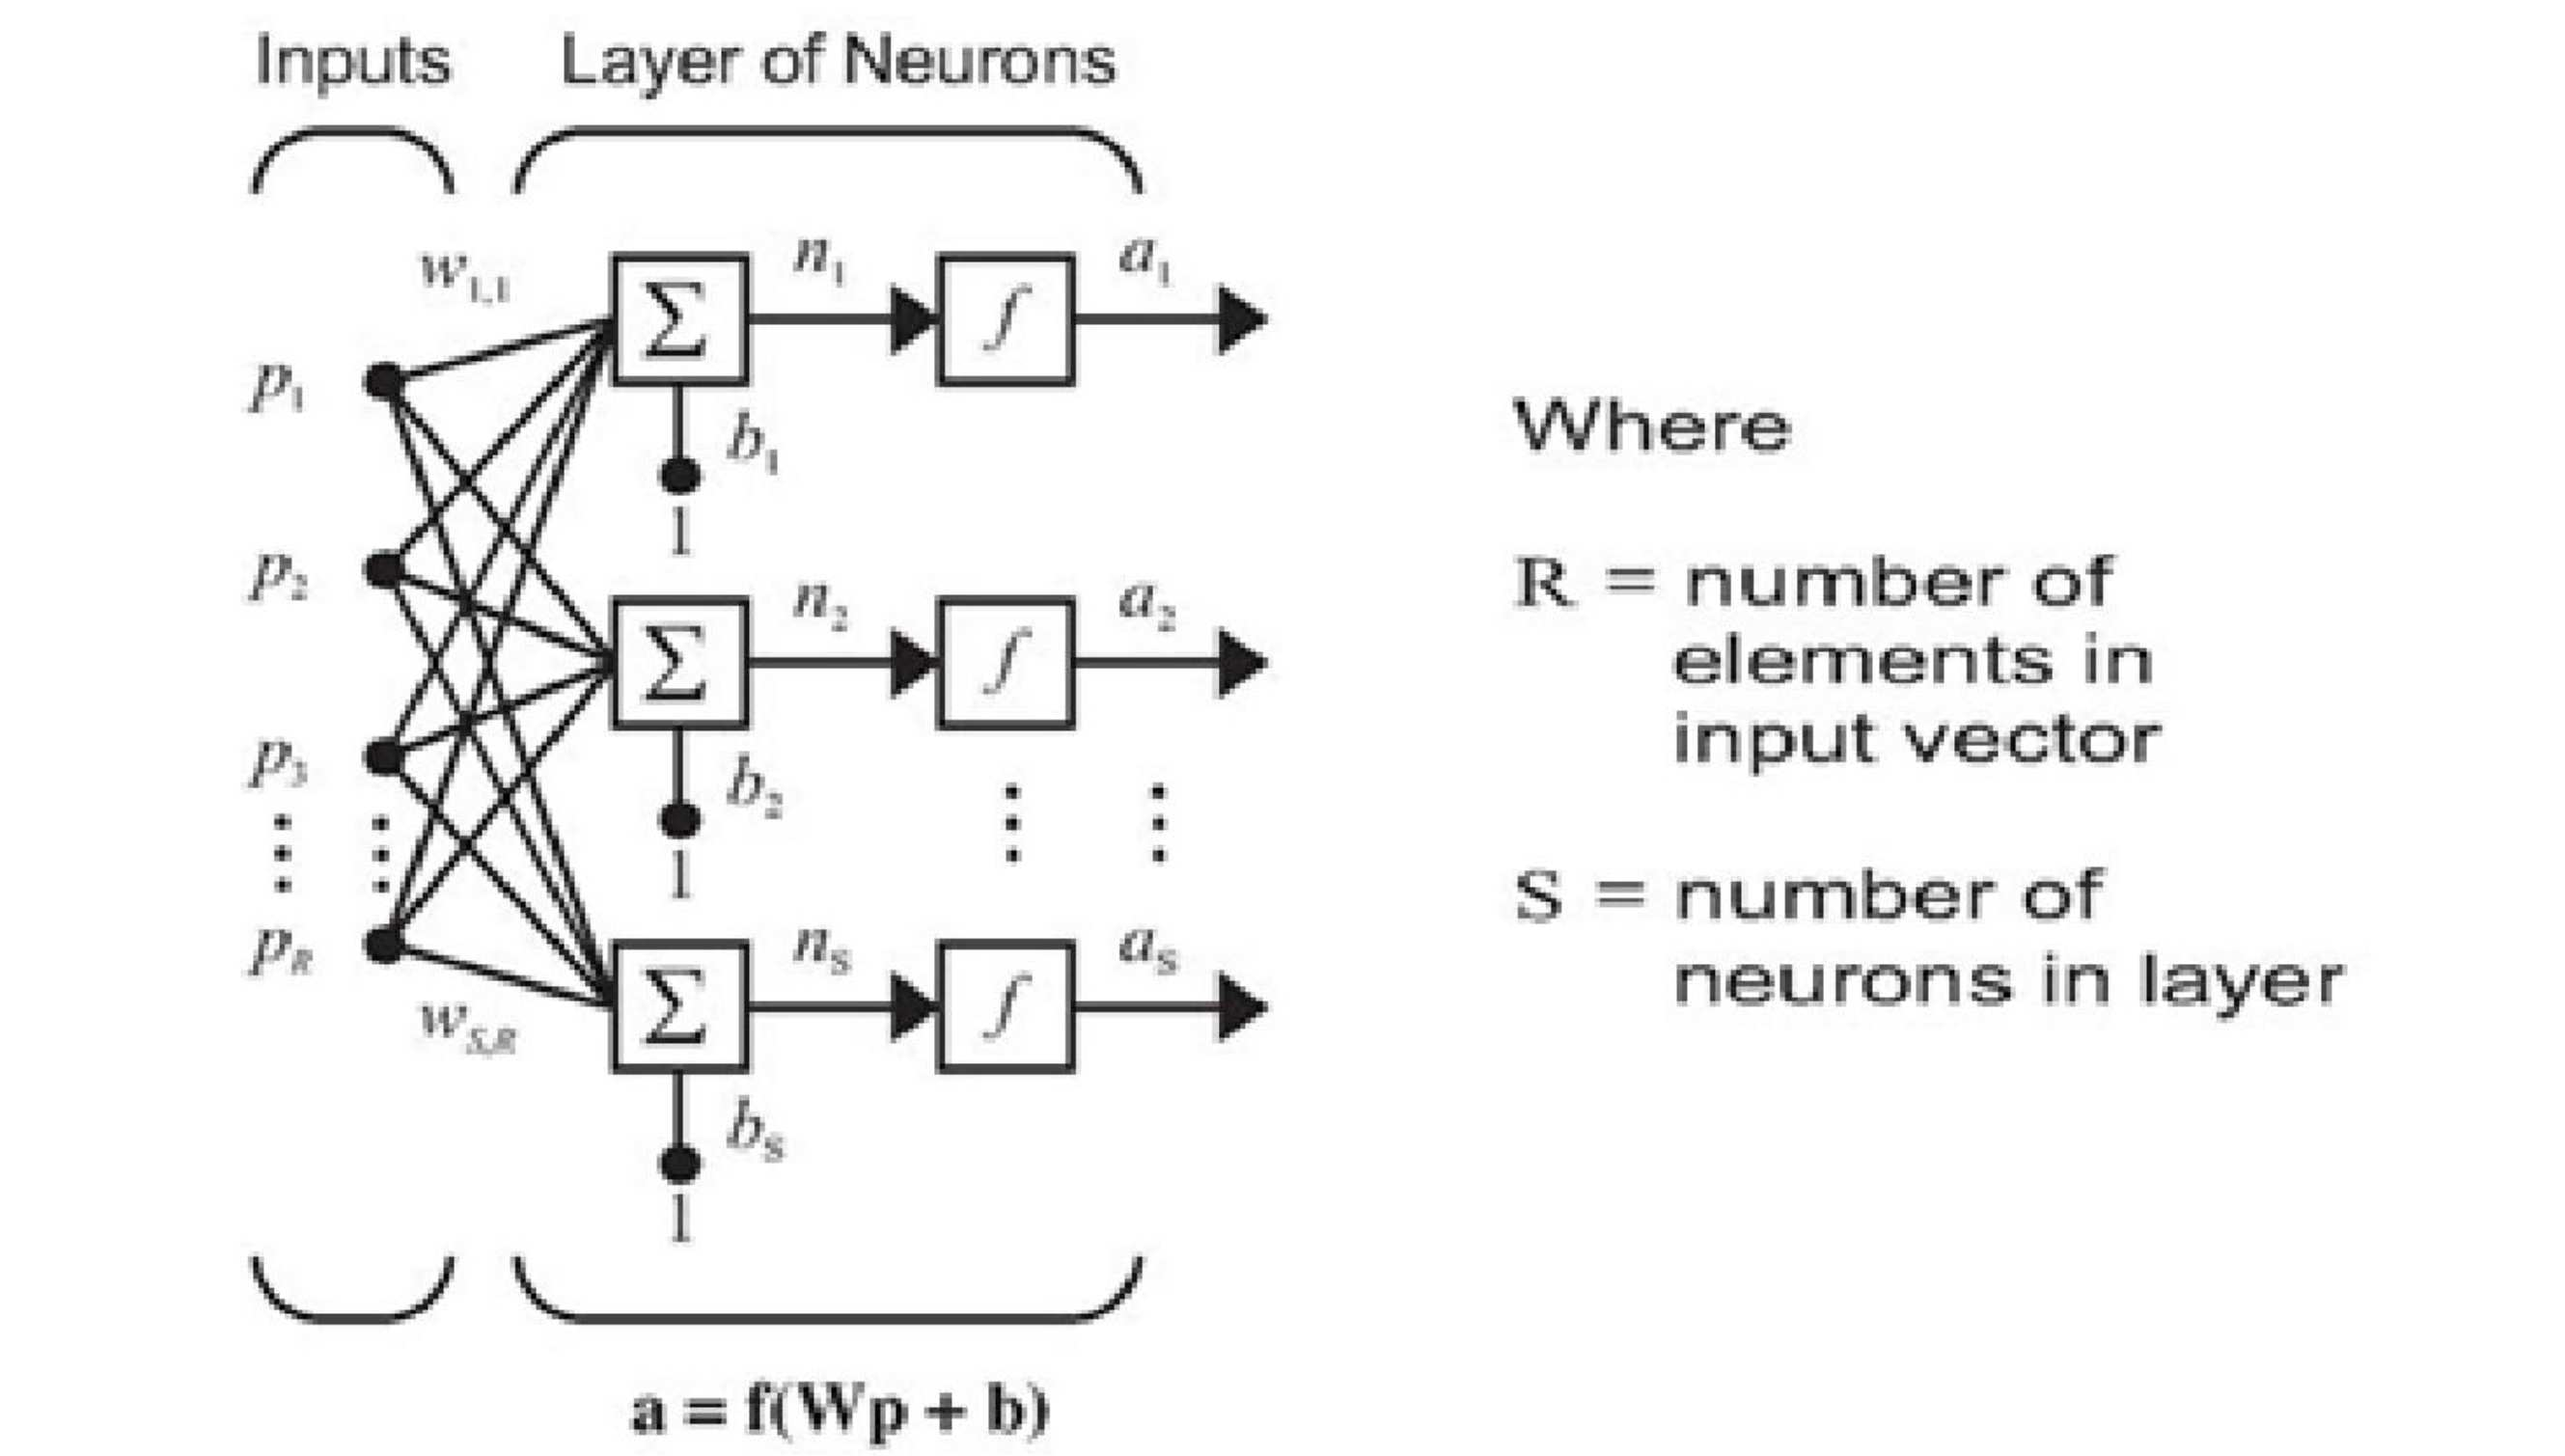 Inputs
Layer of Neurons
w1,1
n1
a1
Σ
f
p1
b1
1
p2
n2
a2
Σ
f
p3
b2
1
pR
nS
aS
wS,R
Σ
f
bS
1
a = f(Wp + b)
Where
R = number of
elements in
input vector
S = number of
neurons in layer